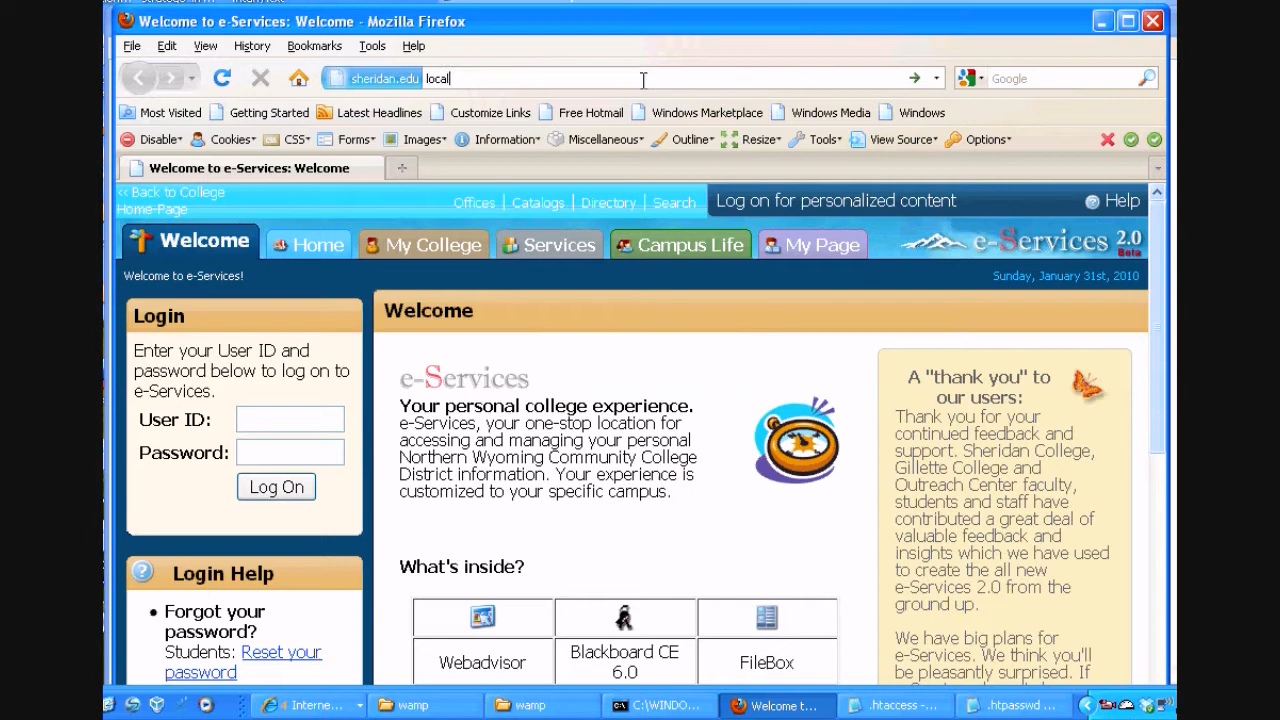 Welcome to e-Services: Welcome - Mozilla Firefox
File Edit View History Bookmarks Tools Help
sheridan.edu local Google
Most Visited Getting Started Latest Headlines Customize Links Free Hotmail Windows Marketplace Windows Media Windows
Disable Cookies CSS Forms Images Information Miscellaneous Outline Resize Tools View Source Options
Welcome to e-Services: Welcome
<< Back to College
Home-Page
Offices Catalogs Directory Search
Log on for personalized content Help
Welcome Home My College Services Campus Life My Page e-Services 2.0 Beta
Welcome to e-Services! Sunday, January 31st, 2010
Login
Enter your User ID and
password below to log on to
e-Services.
User ID:
Password:
Log On
Login Help
• Forgot your
password?
Students: Reset your
password
Welcome
e-Services
Your personal college experience.
e-Services, your one-stop location for
accessing and managing your personal
Northern Wyoming Community College
District information. Your experience is
customized to your specific campus.
What's inside?
Webadvisor
Blackboard CE
6.0
FileBox
A "thank you" to
our users:
Thank you for your
continued feedback and
support. Sheridan College,
Gillette College and
Outreach Center faculty,
students and staff have
contributed a great deal of
valuable feedback and
insights which we have used
to create the all new
e-Services 2.0 from the
ground up.
We have big plans for
e-Services. We think you'll
be pleasantly surprised. If
4 Interne... wamp wamp C:\WINDO... Welcome t... .htaccess -... .htpasswd ...